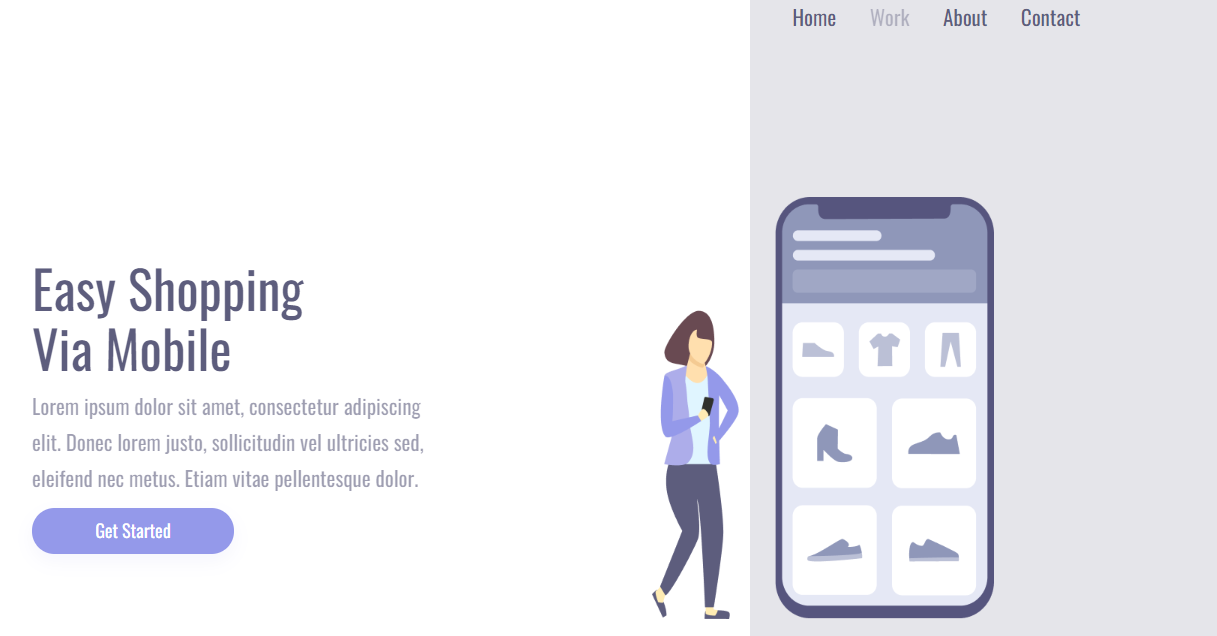 Home Work About Contact
Easy Shopping
Via Mobile
Lorem ipsum dolor sit amet, consectetur adipiscing
elit. Donec lorem justo, sollicitudin vel ultricies sed,
eleifend nec metus. Etiam vitae pellentesque dolor.
Get Started